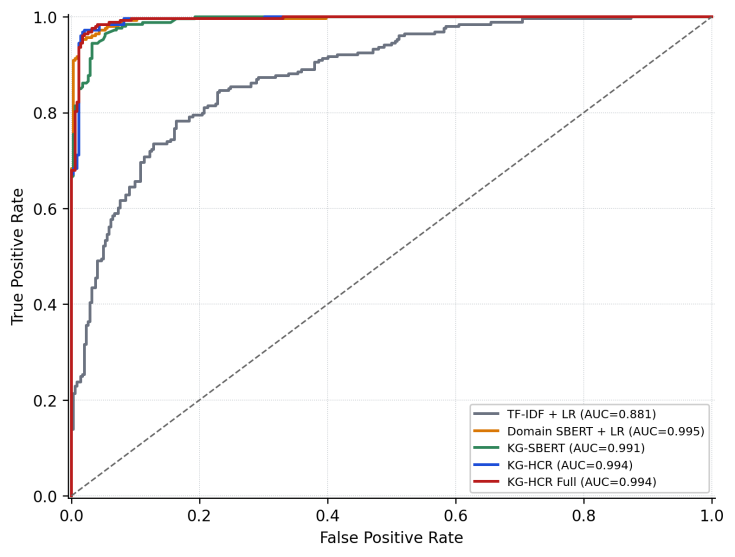 1.0
0.8
0.6
0.4
0.2
0.0
True Positive Rate
TF-IDF + LR (AUC=0.881)
Domain SBERT + LR (AUC=0.995)
KG-SBERT (AUC=0.991)
KG-HCR (AUC=0.994)
KG-HCR Full (AUC=0.994)
0.0 0.2 0.4 0.6 0.8 1.0
False Positive Rate